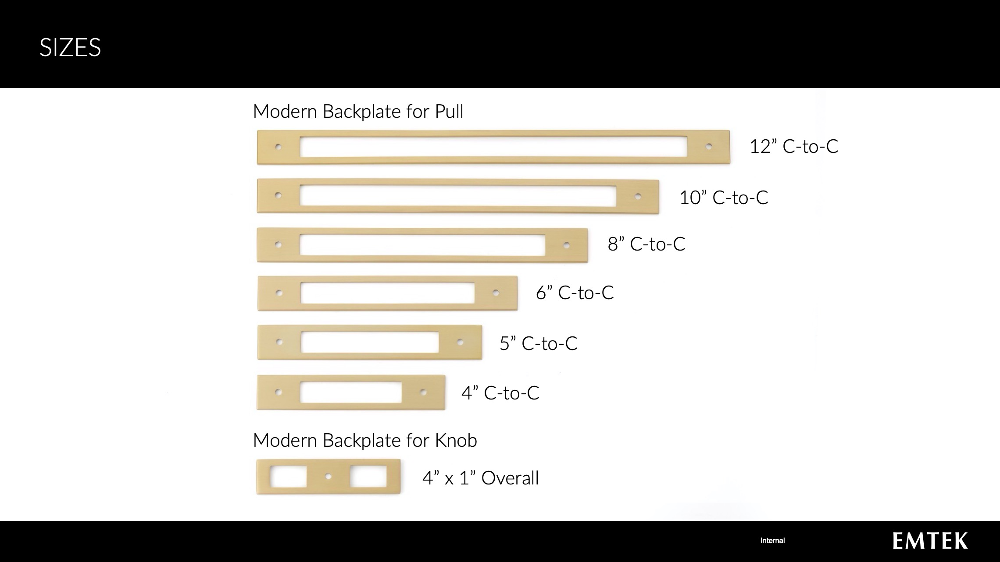 SIZES
Modern Backplate for Pull
12” C-to-C
10” C-to-C
8” C-to-C
6” C-to-C
5” C-to-C
4” C-to-C
Modern Backplate for Knob
4” x 1” Overall
Internal
EMTEK